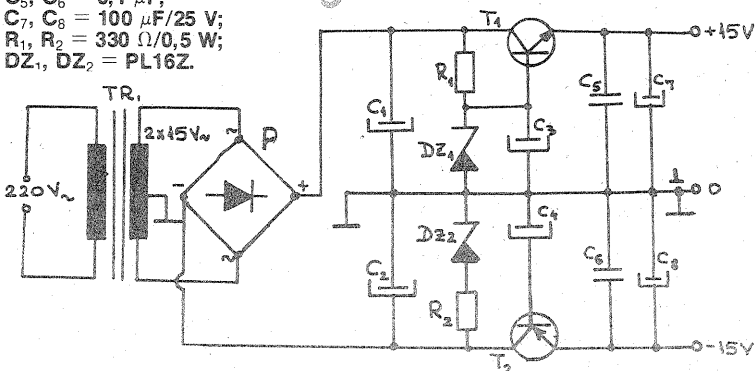 C₇, C₈ = 100 µF/25 V;
R₁, R₂ = 330 Ω/0,5 W;
DZ₁, DZ₂ = PL16Z.
TR₁
220V~
2x15V~
~
P
-
+
~
C₁
R₁
DZ₁
T₁
C₃
C₅
C₇
+15V
0
C₂
DZ₂
R₂
C₄
T₂
C₆
C₈
-15V